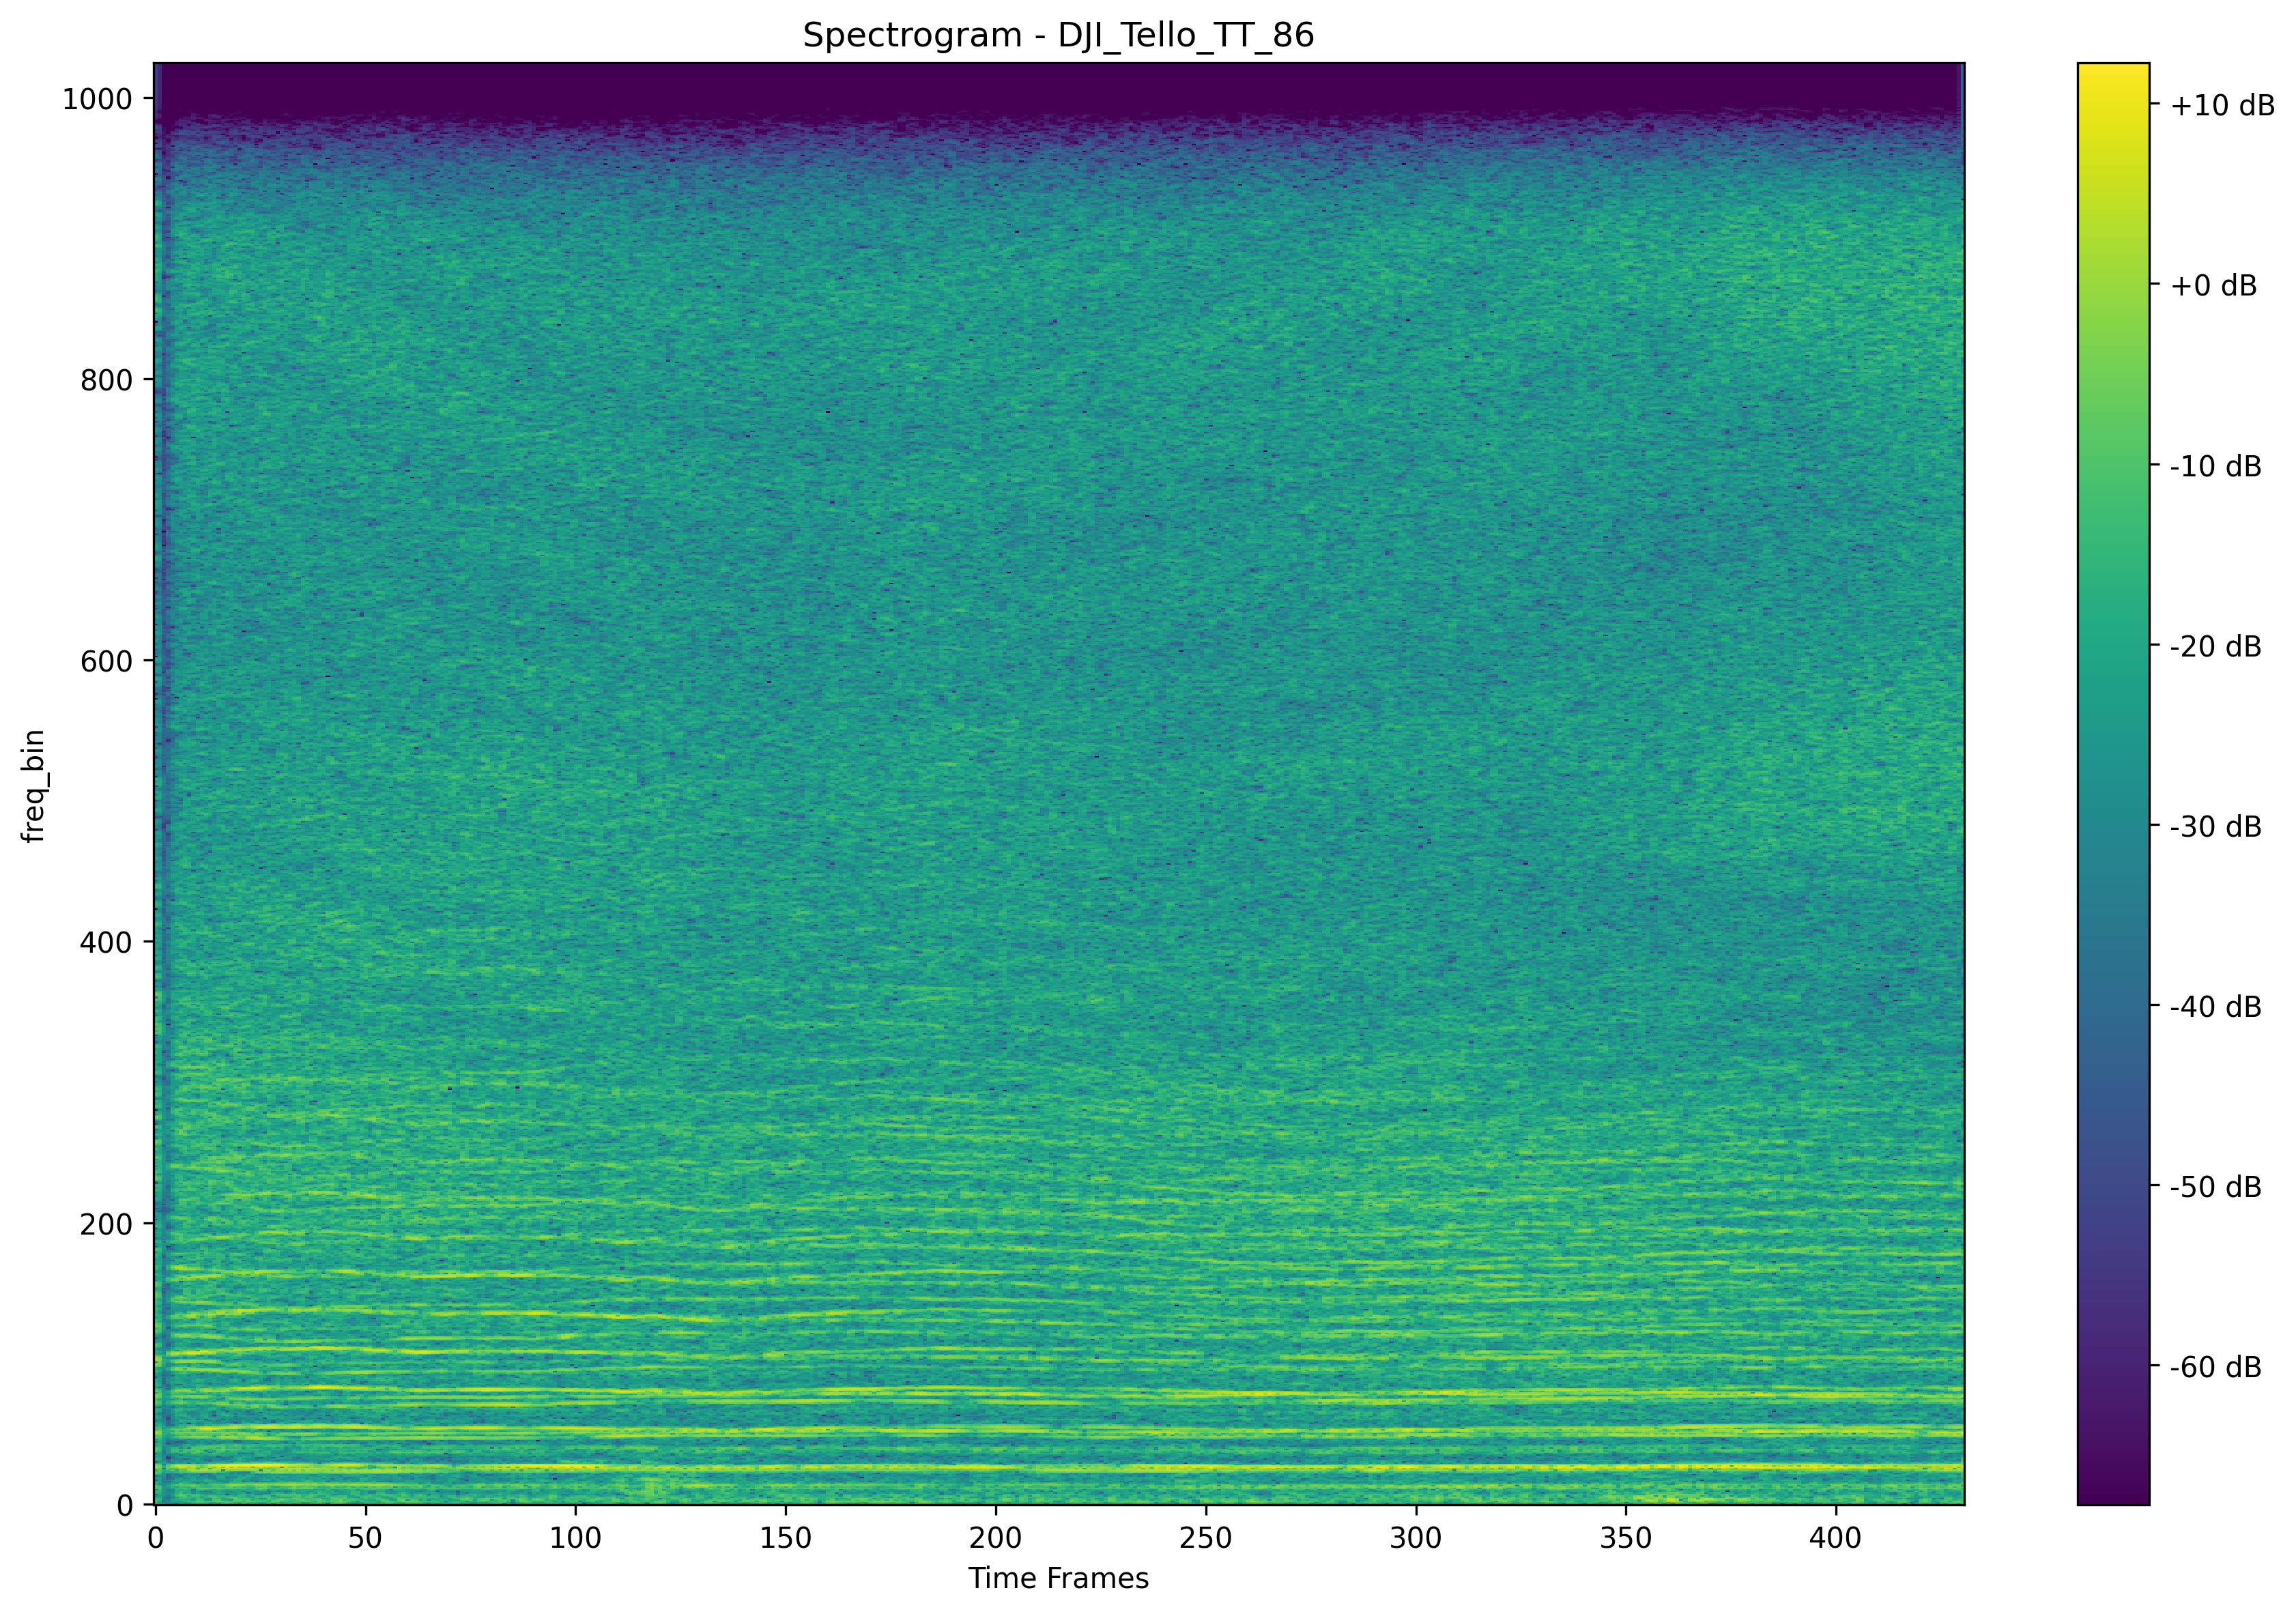 Spectrogram - DJI_Tello_TT_86
1000
800
600
400
200
0
freq_bin
0 50 100 150 200 250 300 350 400
Time Frames
+10 dB
+0 dB
-10 dB
-20 dB
-30 dB
-40 dB
-50 dB
-60 dB